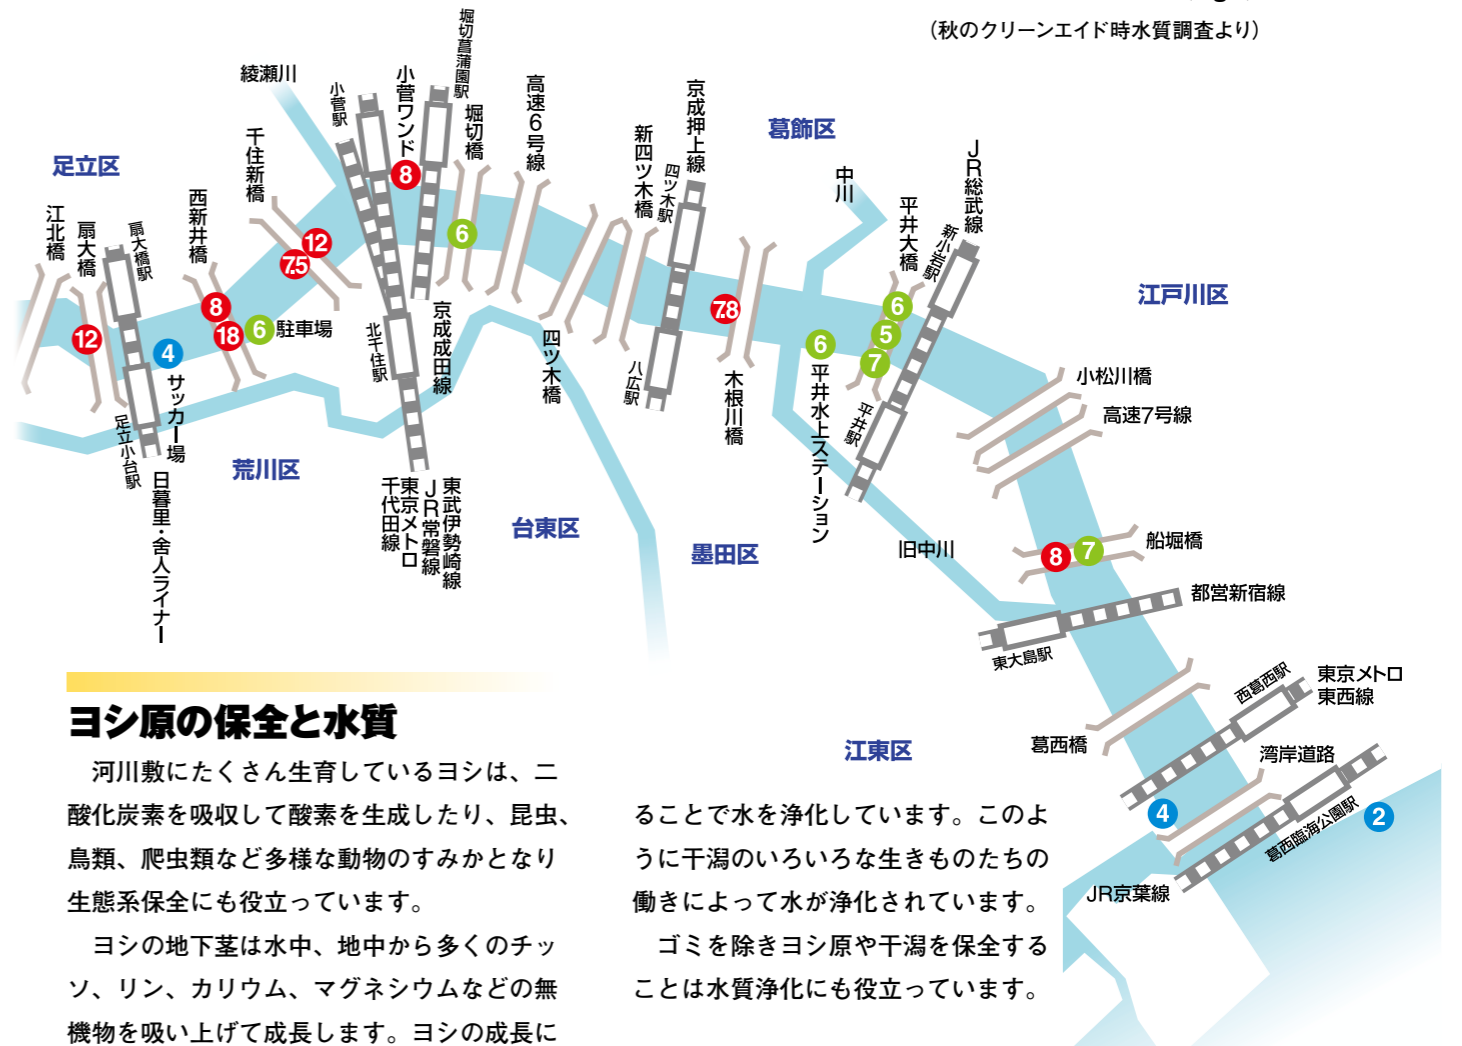 （秋のクリーンエイド時水質調査より）
足立区
江北橋
扇大橋
扇大橋駅
12
4
サッカー場
足立小台駅
日暮里・舎人ライナー
西新井橋
8
18
6
駐車場
千住新橋
12
7.5
綾瀬川
小菅駅
小菅ワンド
8
堀切菖蒲園駅
堀切橋
6
高速6号線
北千住駅
京成成田線
千代田線
東京メトロ
JR常磐線
東武伊勢崎線
荒川区
台東区
四ツ木橋
新四ツ木橋
四ツ木駅
京成押上線
八広駅
7.8
木根川橋
墨田区
葛飾区
中川
6
平井水上ステーション
平井大橋
6
5
7
新小岩駅
JR総武線
平井駅
旧中川
江戸川区
小松川橋
高速7号線
船堀橋
8
7
都営新宿線
東大島駅
江東区
葛西橋
西葛西駅
東京メトロ
東西線
湾岸道路
4
葛西臨海公園駅
2
JR京葉線
ヨシ原の保全と水質
河川敷にたくさん生育しているヨシは、二
酸化炭素を吸収して酸素を生成したり、昆虫、
鳥類、爬虫類など多様な動物のすみかとなり
生態系保全にも役立っています。
ヨシの地下茎は水中、地中から多くのチッ
ソ、リン、カリウム、マグネシウムなどの無
機物を吸い上げて成長します。ヨシの成長に
ることで水を浄化しています。このよ
うに干潟のいろいろな生きものたちの
働きによって水が浄化されています。
ゴミを除きヨシ原や干潟を保全する
ことは水質浄化にも役立っています。